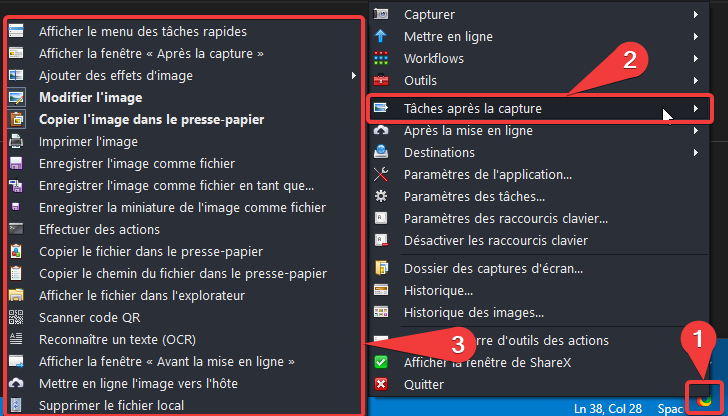 Afficher le menu des tâches rapides
Afficher la fenêtre « Après la capture »
Ajouter des effets d'image
Modifier l'image
Copier l'image dans le presse-papier
Imprimer l'image
Enregistrer l'image comme fichier
Enregistrer l'image comme fichier en tant que...
Enregistrer la miniature de l'image comme fichier
Effectuer des actions
Copier le fichier dans le presse-papier
Copier le chemin du fichier dans le presse-papier
Afficher le fichier dans l'explorateur
Scanner code QR
Reconnaître un texte (OCR)
Afficher la fenêtre « Avant la mise en ligne »
Mettre en ligne l'image vers l'hôte
Supprimer le fichier local
3
Capturer
Mettre en ligne
Workflows
Outils
2
Tâches après la capture
Après la mise en ligne
Destinations
Paramètres de l'application...
Paramètres des tâches...
Paramètres des raccourcis clavier...
Désactiver les raccourcis clavier
Dossier des captures d'écran...
Historique...
Historique des images...
d'outils des actions
Afficher la fenêtre de ShareX
Quitter
1
Ln 38, Col 28
Spac